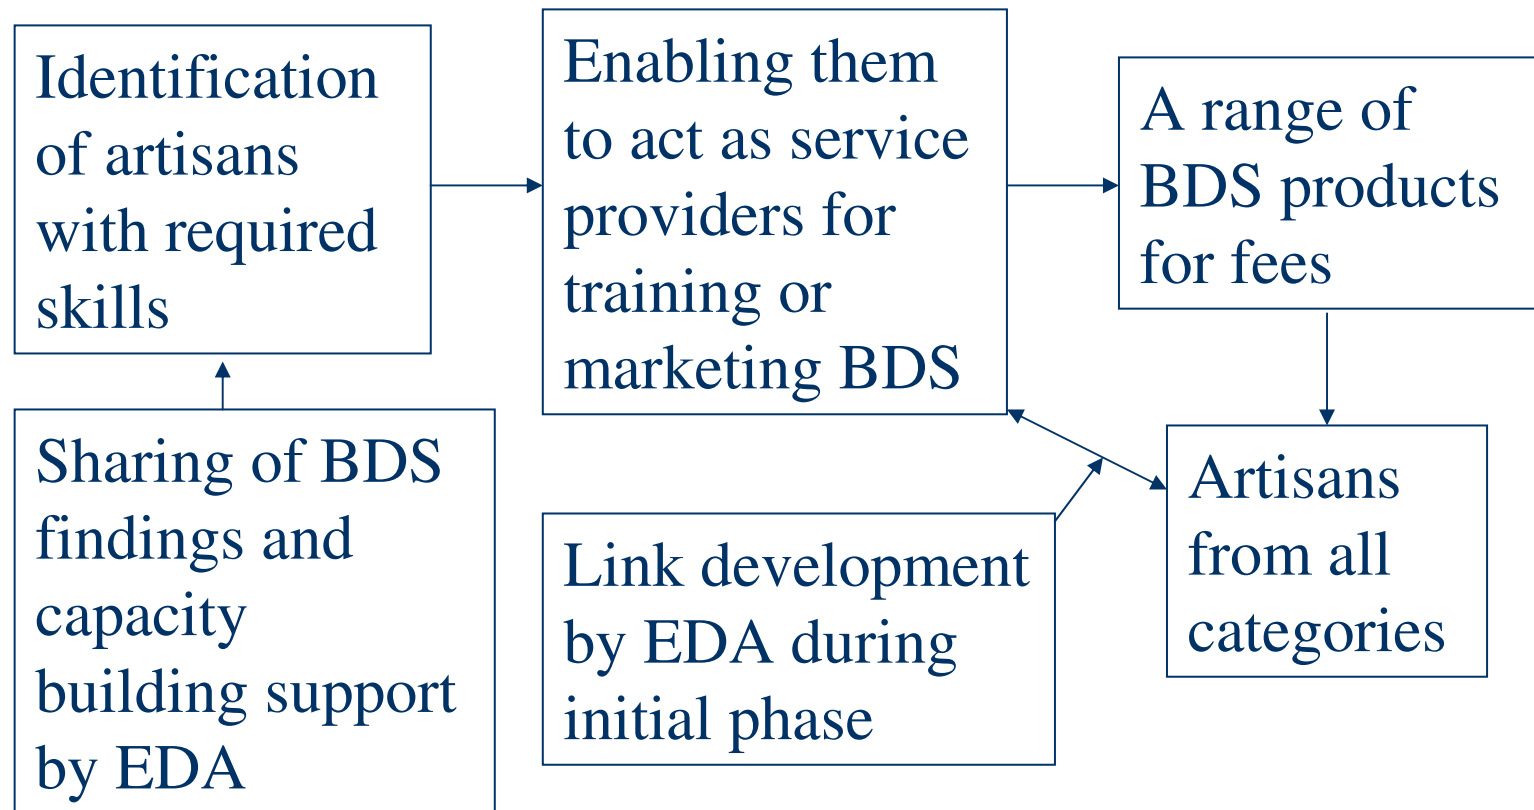 Identification
of artisans
with required
skills
Enabling them
to act as service
providers for
training or
marketing BDS
A range of
BDS products
for fees
Sharing of BDS
findings and
capacity
building support
by EDA
Link development
by EDA during
initial phase
Artisans
from all
categories